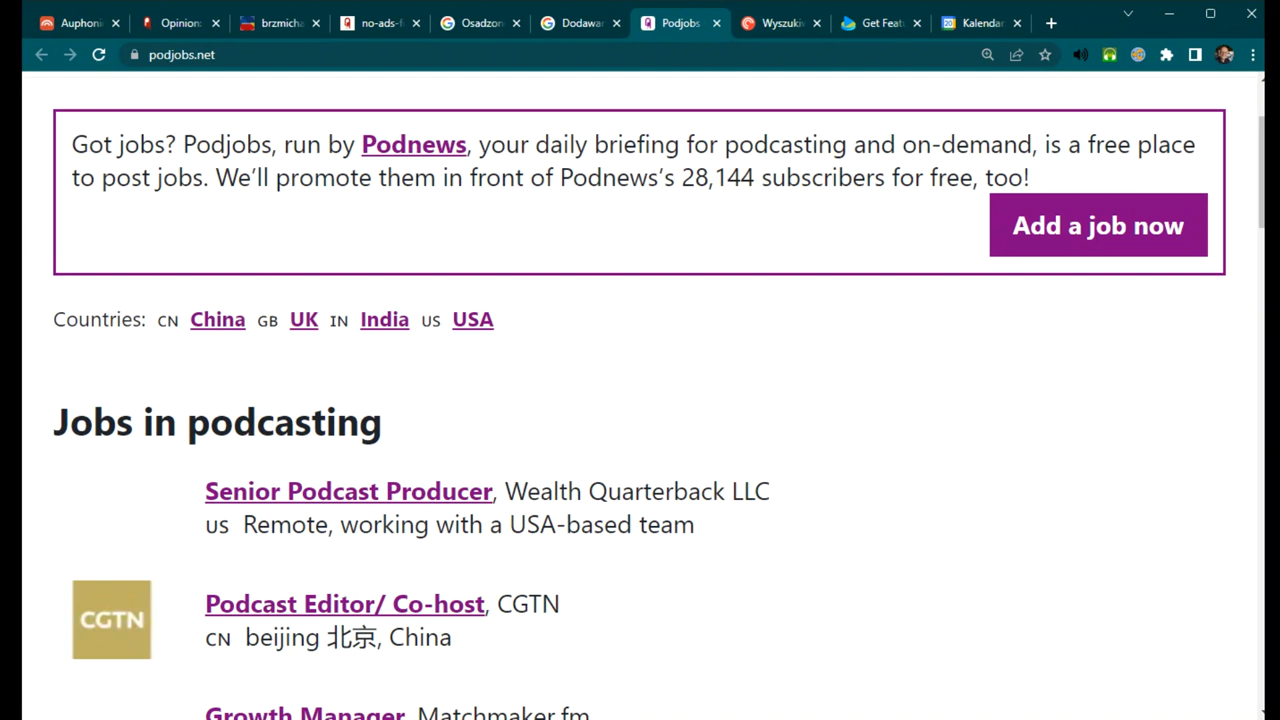 Auphoni
Opinion:
brzmicha
no-ads-f
Osadzon
Dodawar
Podjobs
Wyszuki
Get Feat
Kalendar
podjobs.net
Got jobs? Podjobs, run by Podnews, your daily briefing for podcasting and on-demand, is a free place
to post jobs. We'll promote them in front of Podnews's 28,144 subscribers for free, too!
Add a job now
Countries: CN China GB UK IN India US USA
Jobs in podcasting
Senior Podcast Producer, Wealth Quarterback LLC
US Remote, working with a USA-based team
CGTN
Podcast Editor/ Co-host, CGTN
CN beijing 北京, China
Growth Manager, Matchmaker.fm